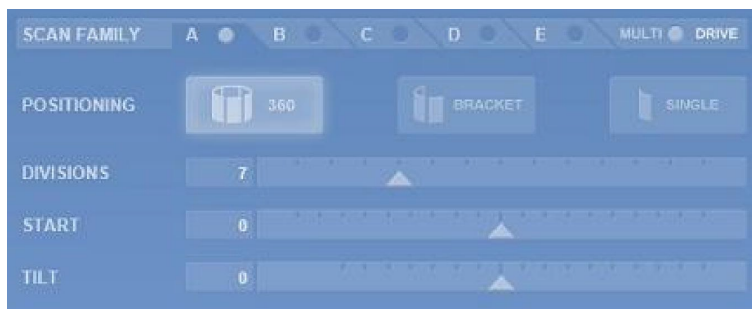 SCAN FAMILY A B C D E MULTI DRIVE
POSITIONING 360 BRACKET SINGLE
DIVISIONS 7
START 0
TILT 0